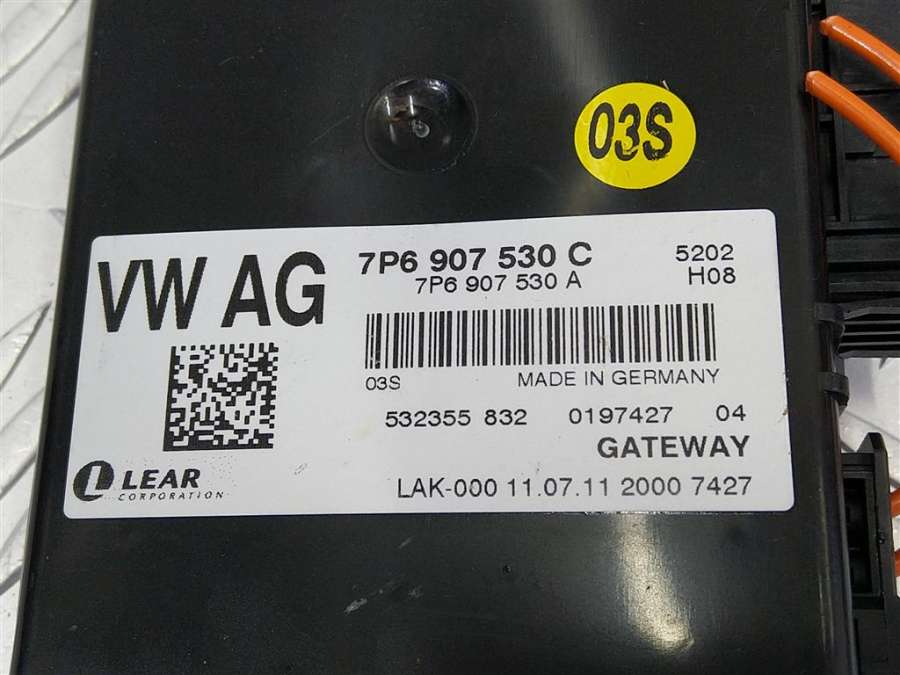 03S
VW AG
7P6 907 530 C
5202
7P6 907 530 A
H08
03S
MADE IN GERMANY
532355 832 0197427 04
GATEWAY
LEAR
CORPORATION
LAK-000 11.07.11 2000 7427